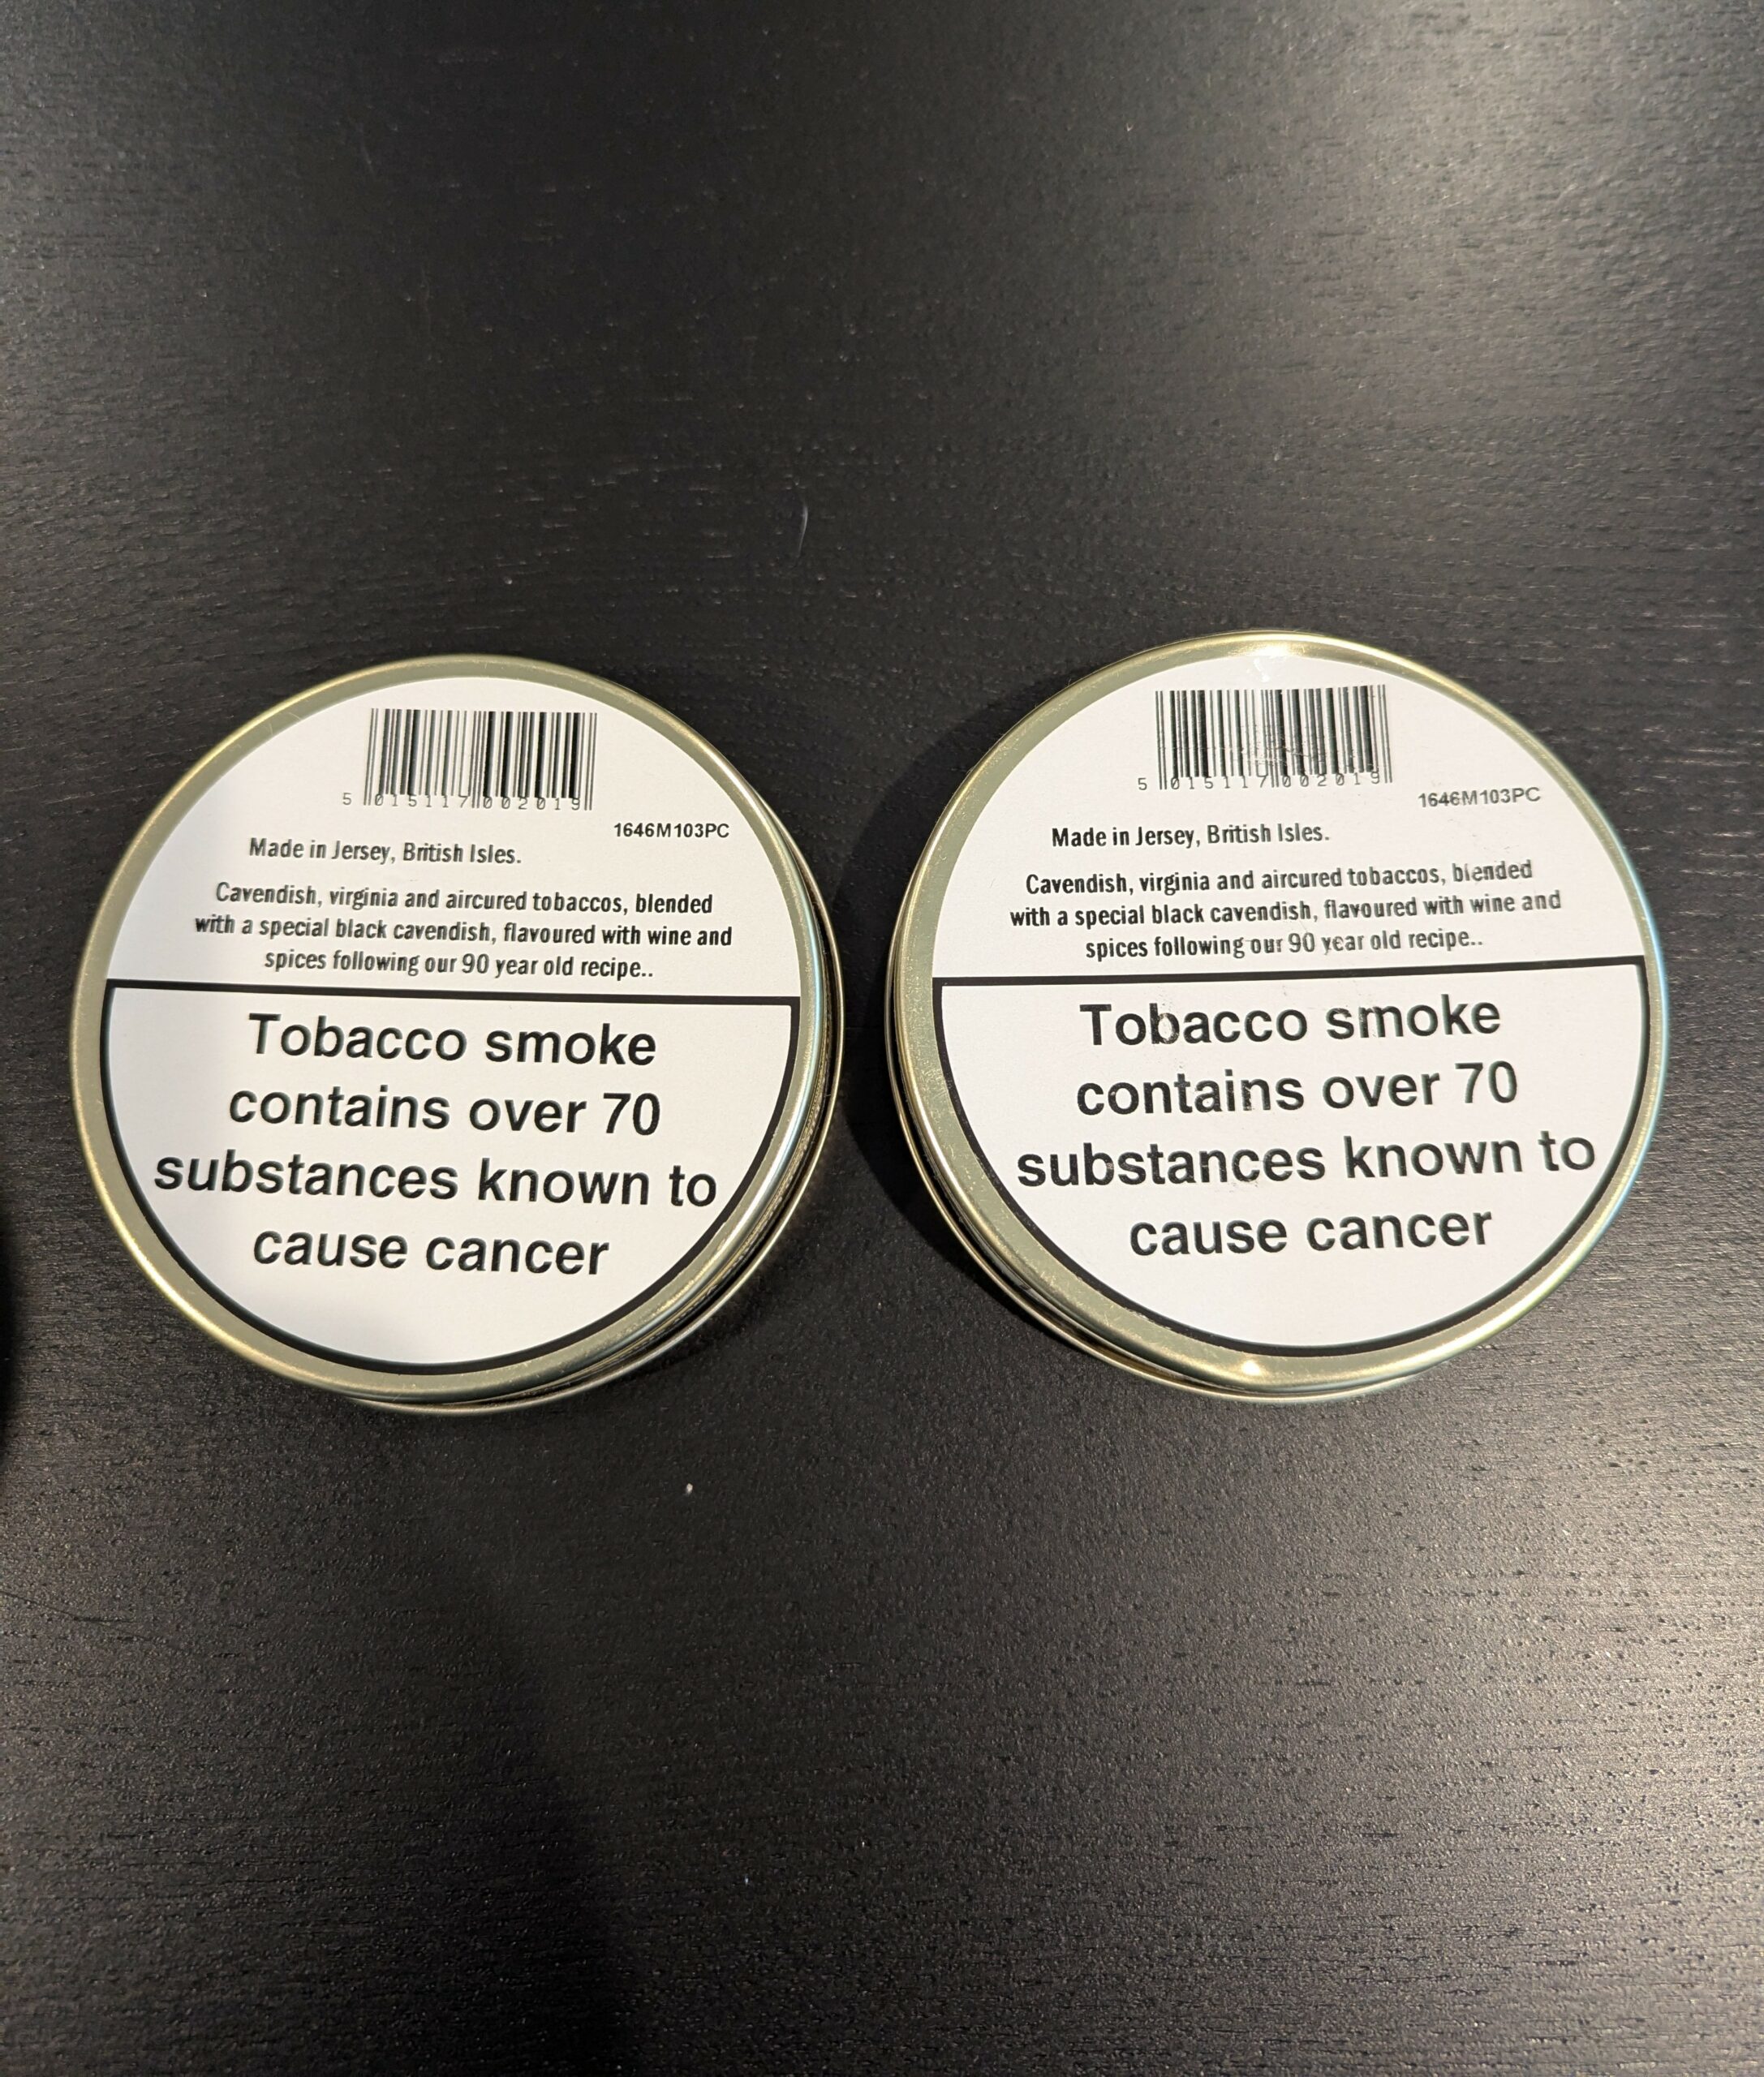 5 015117 002019
1646M103PC
Made in Jersey, British Isles.
Cavendish, virginia and aircured tobaccos, blended
with a special black cavendish, flavoured with wine and
spices following our 90 year old recipe..
Tobacco smoke
contains over 70
substances known to
cause cancer
5 015117 002019
1646M103PC
Made in Jersey, British Isles.
Cavendish, virginia and aircured tobaccos, blended
with a special black cavendish, flavoured with wine and
spices following our 90 year old recipe..
Tobacco smoke
contains over 70
substances known to
cause cancer